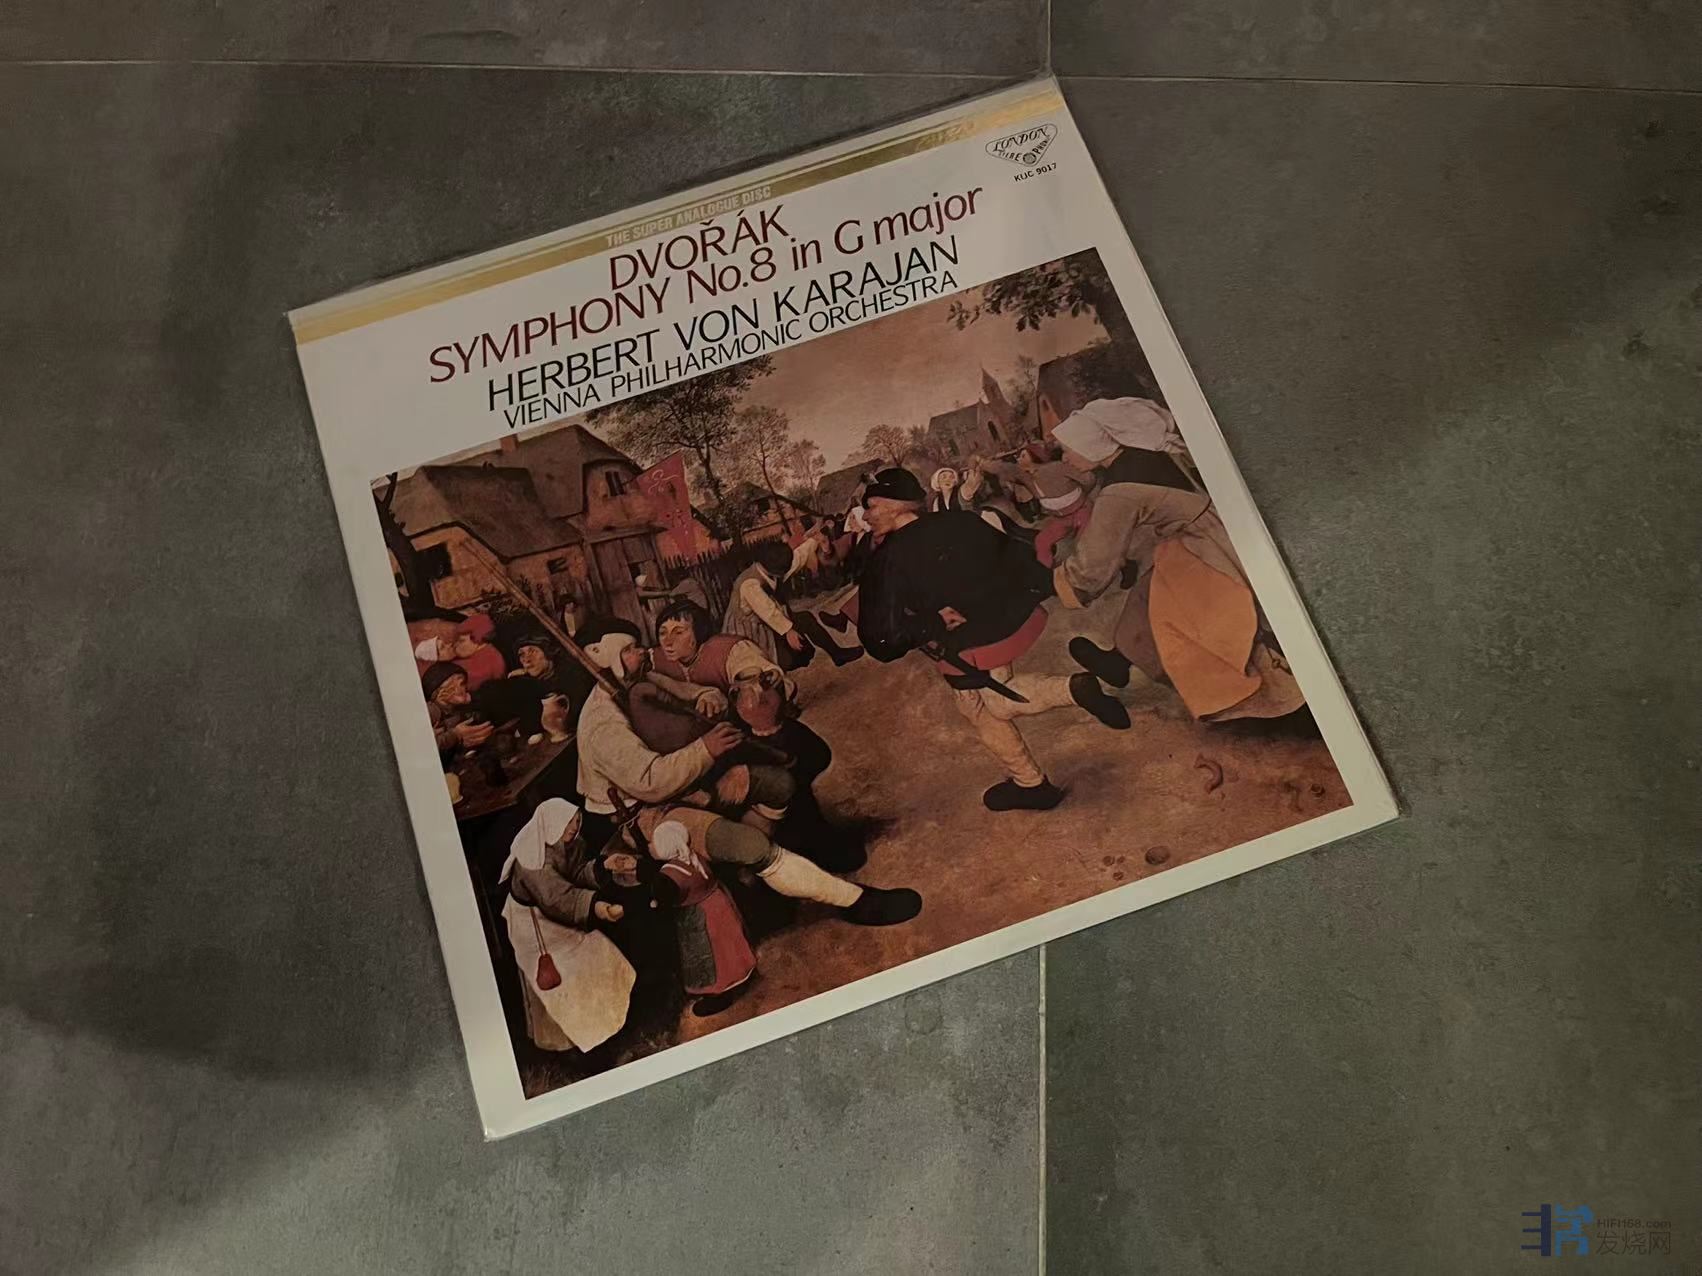 THE SUPER ANALOGUE DISC
LONDON
STEREOPHONIC
KIJC 9017
DVOŘÁK
SYMPHONY No.8 in G major
HERBERT VON KARAJAN
VIENNA PHILHARMONIC ORCHESTRA
HIFI168.com
发烧网